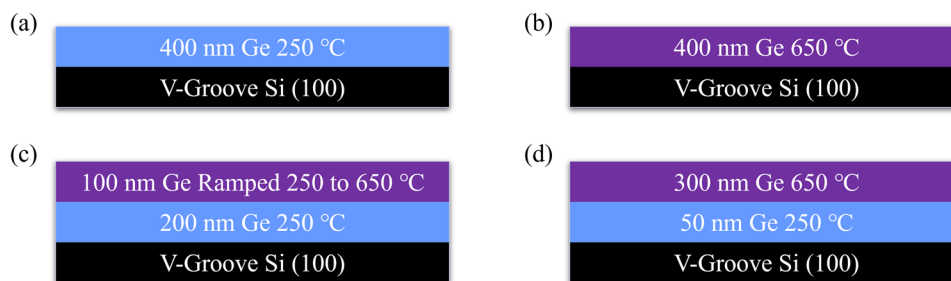 (a)
400 nm Ge 250 ℃
V-Groove Si (100)
(b)
400 nm Ge 650 ℃
V-Groove Si (100)
(c)
100 nm Ge Ramped 250 to 650 ℃
200 nm Ge 250 ℃
V-Groove Si (100)
(d)
300 nm Ge 650 ℃
50 nm Ge 250 ℃
V-Groove Si (100)